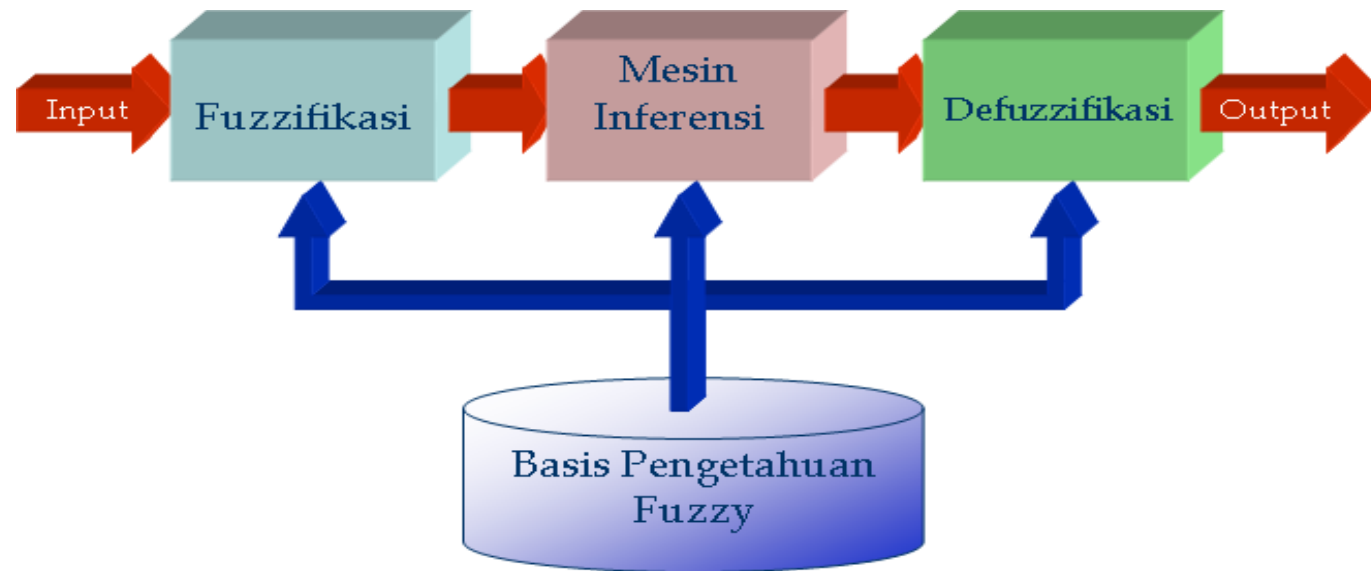 Input
Fuzzifikasi
Mesin
Inferensi
Defuzzifikasi
Output
Basis Pengetahuan
Fuzzy